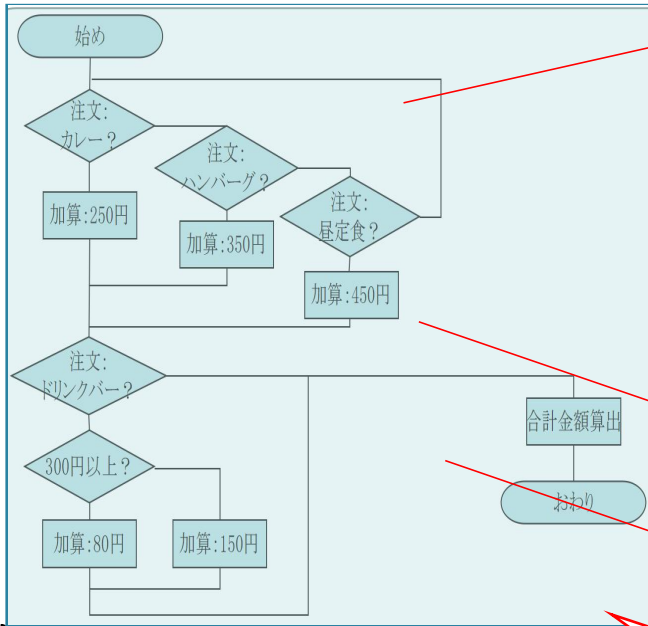 始め
注文:
カレー？
注文:
ハンバーグ？
注文:
昼定食？
加算:250円
加算:350円
加算:450円
注文:
ドリンクバー？
合計金額算出
300円以上？
おわり
加算:80円
加算:150円